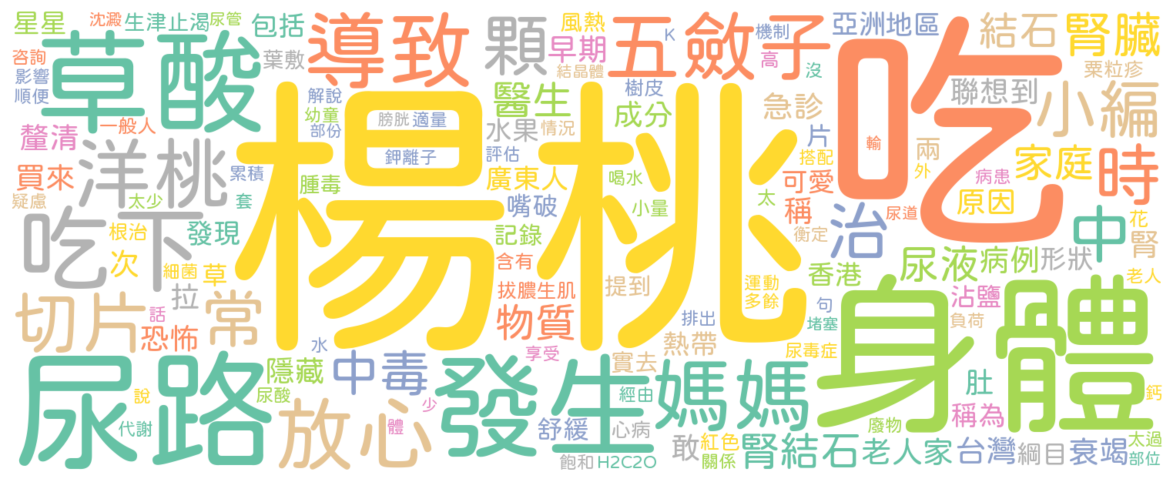 星星 沈澱 生津止渴 尿管 包括 導致 顆 風熱 K 機制 亞洲地區 結石 腎臟
咨詢 草酸 葉敷 早期 五斂子 高 沒 吃 粟粒疹
影響 結晶體 聯想到 小編
順便 解說 醫生 樹皮 急診
釐清 一般人 幼童 膀胱 適量 水果 情況 成分 片
部份 楊桃 鉀離子 評估 搭配 輸 兩 家庭 時
買來 洋桃 累積 腫毒 廣東人 喝水 可愛 外 病患 原因
疑慮 太少 套 嘴破 小量 太 稱 治 尿道 中 花
吃下 根治 發現 記錄 衡定 腎
次 細菌 草 含有 提到 運動 香港 尿液 病例 形狀 老人
切片 常 拉 拔膿生肌 多餘 身體 沾鹽
話 恐怖 物質 排出 句 堵塞 負荷
尿路 水 中毒 享受 發生 實去 熱帶 媽媽 尿毒症
隱藏 尿酸 經由 肚 鈣
說 放心 少 舒緩 廢物 稱為
代謝 體 心病 敢 紅色 腎結石 老人家 台灣 綱目 衰竭 太過
飽和 H2C2O 關係 部位